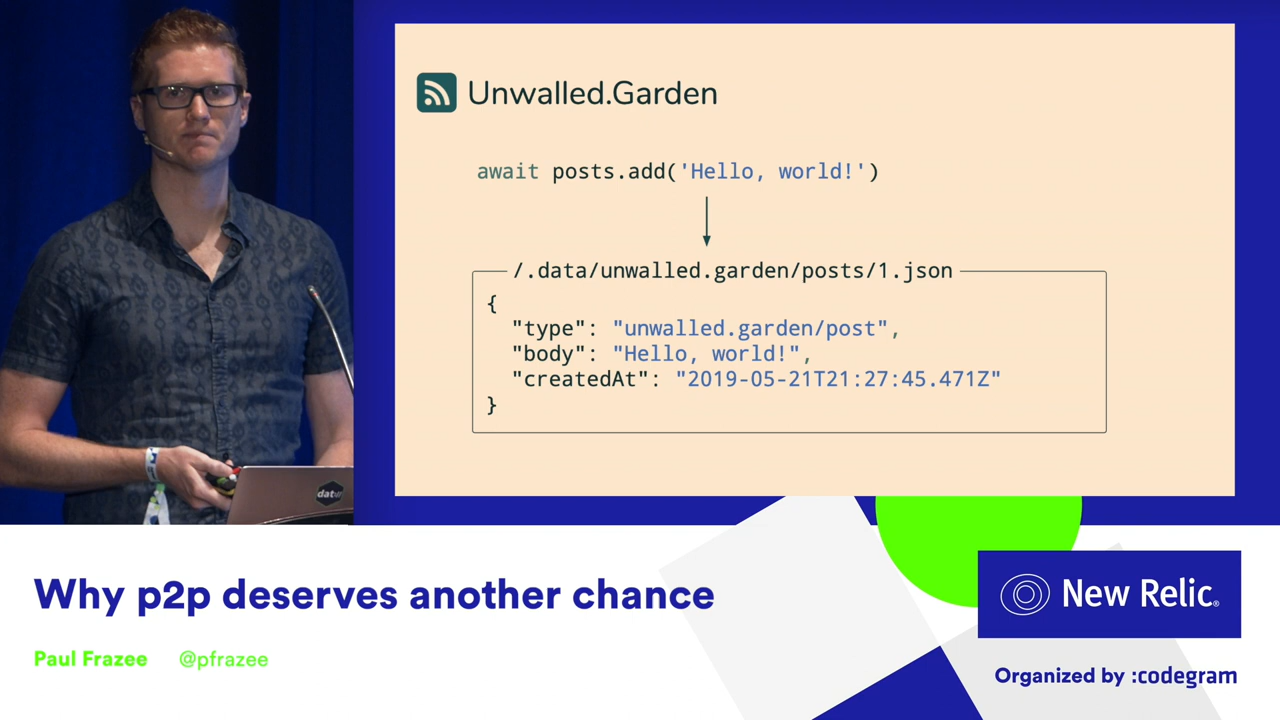 Unwalled.Garden
await posts.add('Hello, world!')
/.data/unwalled.garden/posts/1.json
{
"type": "unwalled.garden/post",
"body": "Hello, world!",
"createdAt": "2019-05-21T21:27:45.471Z"
}
dat://
Why p2p deserves another chance
Paul Frazee @pfrazee
New Relic®
Organized by :codegram